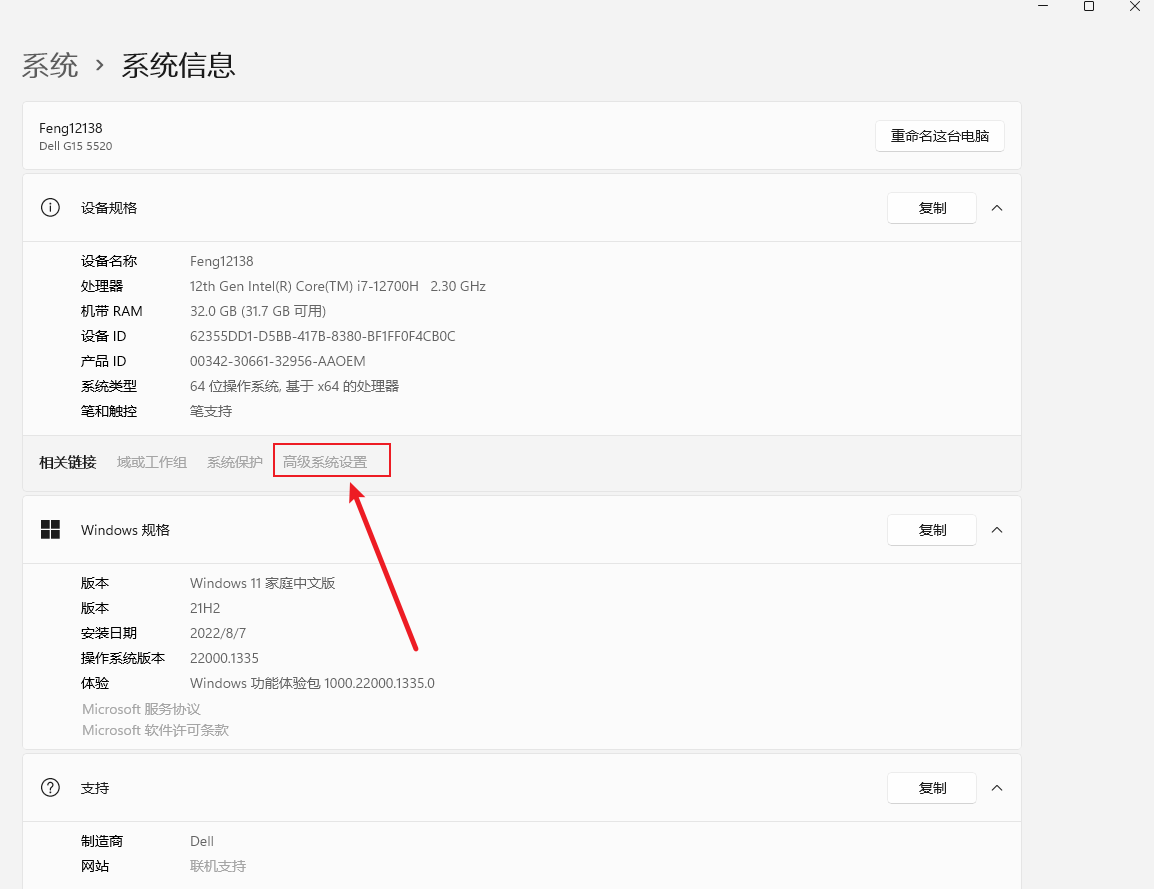 系统 › 系统信息
Feng12138
Dell G15 5520
重命名这台电脑
设备规格
复制
设备名称 Feng12138
处理器 12th Gen Intel(R) Core(TM) i7-12700H 2.30 GHz
机带 RAM 32.0 GB (31.7 GB 可用)
设备 ID 62355DD1-D5BB-417B-8380-BF1FF0F4CB0C
产品 ID 00342-30661-32956-AAOEM
系统类型 64 位操作系统, 基于 x64 的处理器
笔和触控 笔支持
相关链接 域或工作组 系统保护 高级系统设置
Windows 规格
复制
版本 Windows 11 家庭中文版
版本 21H2
安装日期 2022/8/7
操作系统版本 22000.1335
体验 Windows 功能体验包 1000.22000.1335.0
Microsoft 服务协议
Microsoft 软件许可条款
支持
复制
制造商 Dell
网站 联机支持